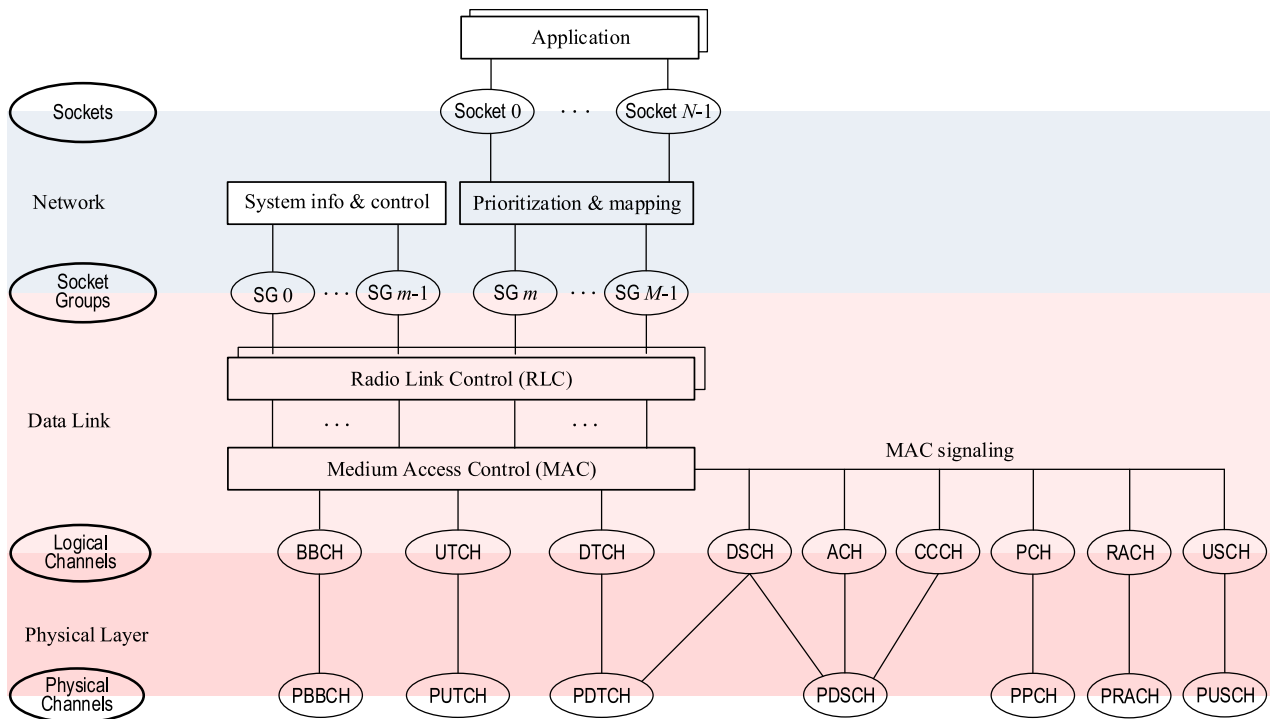 Application
Sockets
Socket 0
· · ·
Socket N-1
Network
System info & control
Prioritization & mapping
Socket
Groups
SG 0
· · ·
SG m-1
SG m
· · ·
SG M-1
Radio Link Control (RLC)
Data Link
· · ·
· · ·
MAC signaling
Medium Access Control (MAC)
Logical
Channels
BBCH
UTCH
DTCH
DSCH
ACH
CCCH
PCH
RACH
USCH
Physical Layer
Physical
Channels
PBBCH
PUTCH
PDTCH
PDSCH
PPCH
PRACH
PUSCH